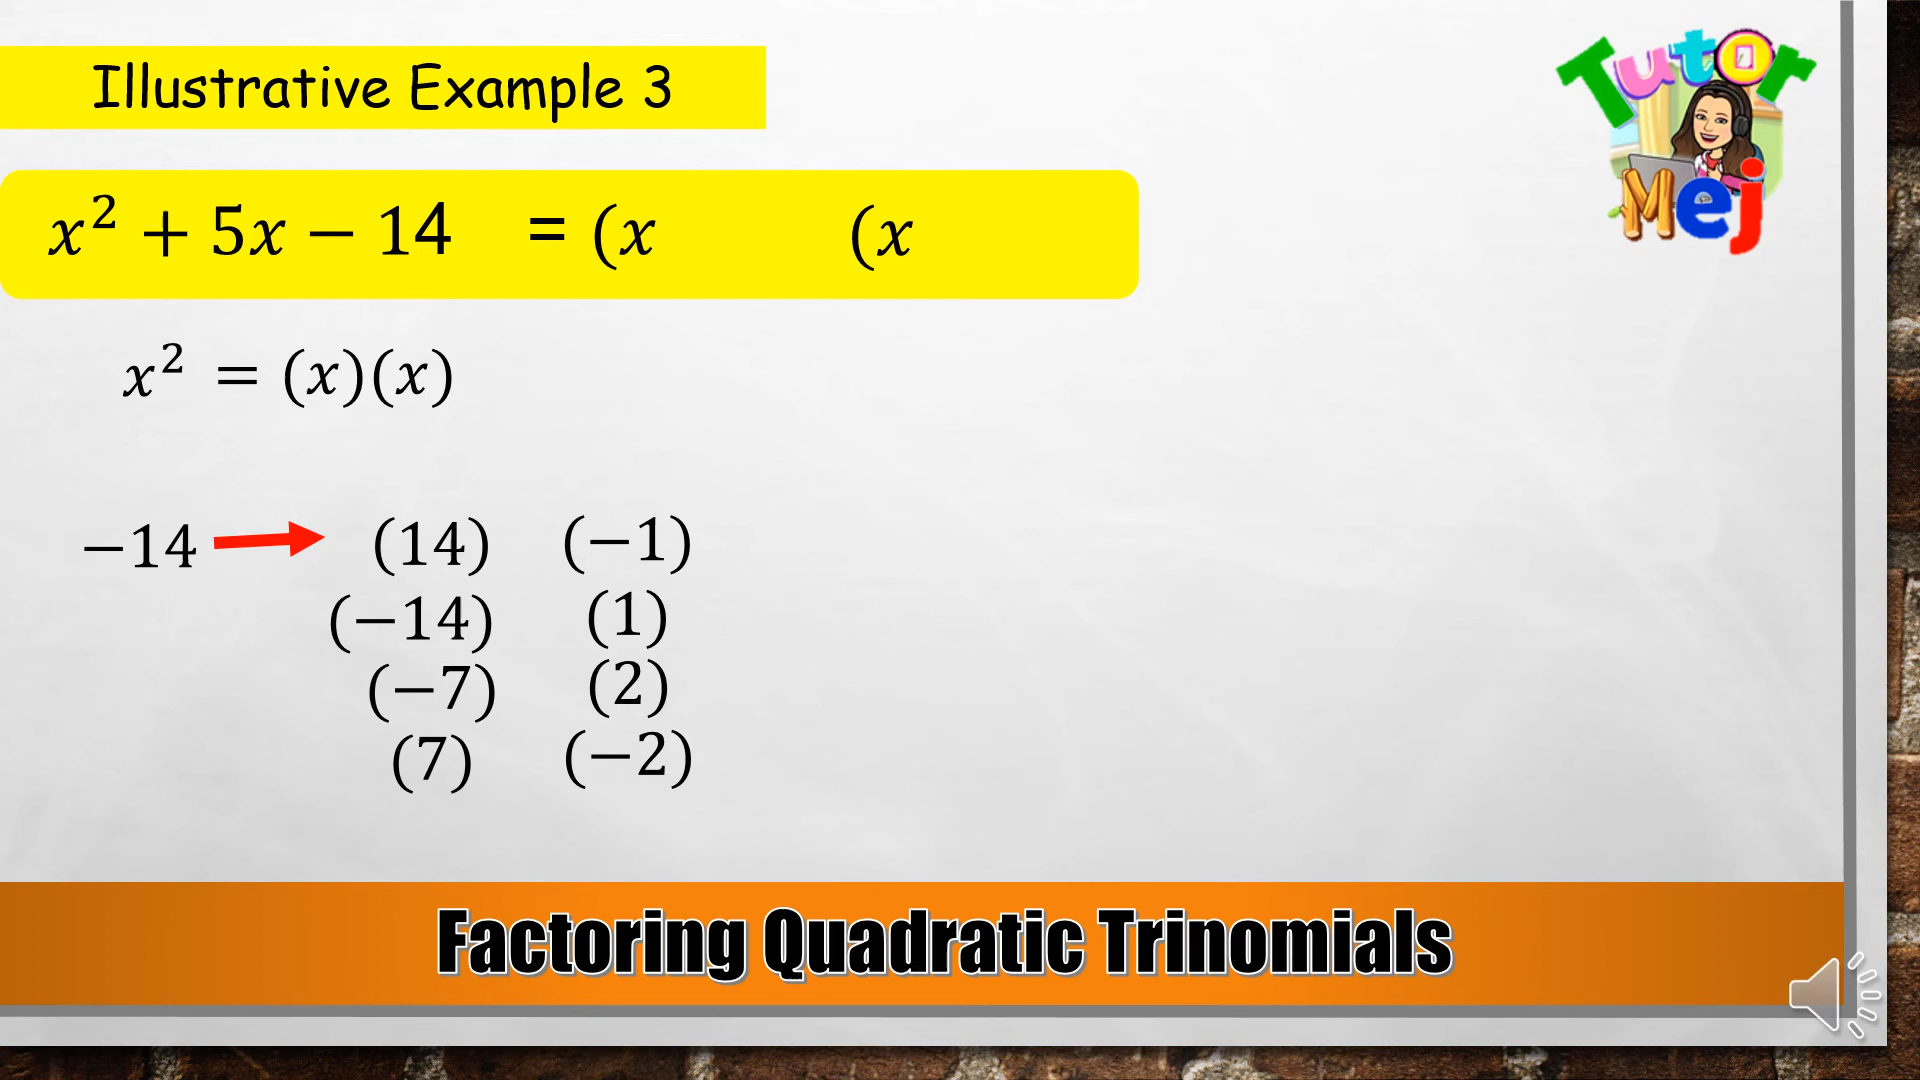 Illustrative Example 3
Tutor
Mej
x² + 5x − 14 = (x (x
x² = (x)(x)
−14 (14) (−1)
(−14) (1)
(−7) (2)
(7) (−2)
Factoring Quadratic Trinomials